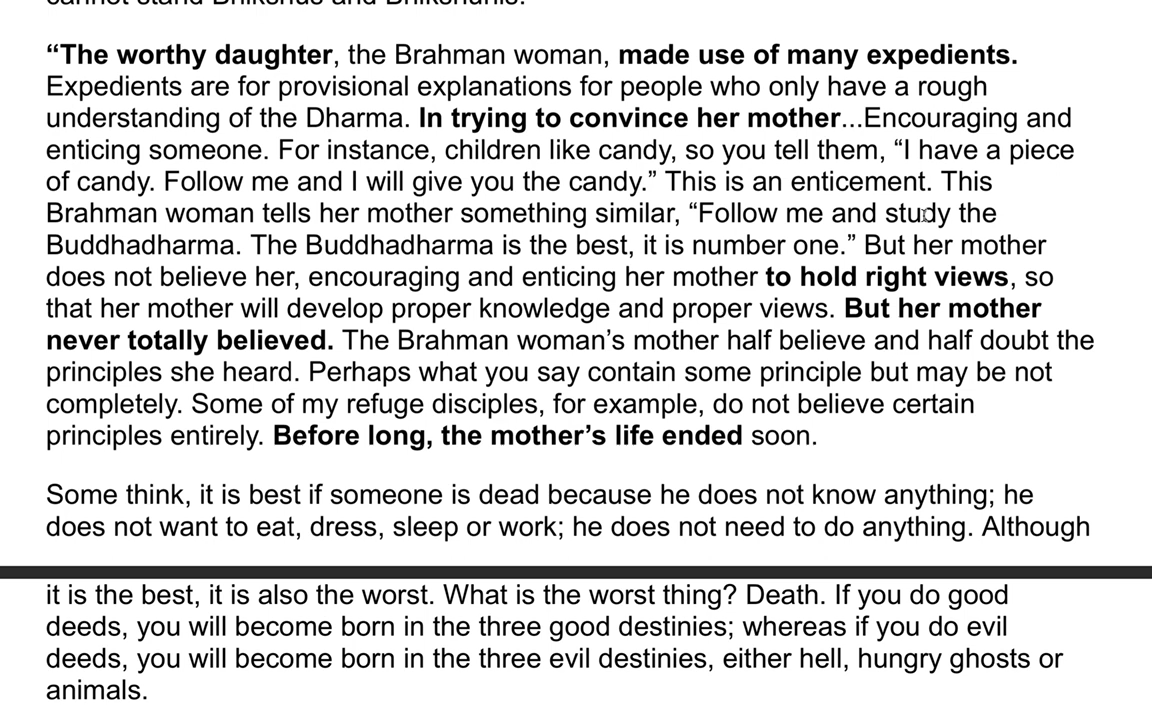 cannot stand Bhikshus and Bhikshunis.
“The worthy daughter, the Brahman woman, made use of many expedients.
Expedients are for provisional explanations for people who only have a rough
understanding of the Dharma. In trying to convince her mother...Encouraging and
enticing someone. For instance, children like candy, so you tell them, “I have a piece
of candy. Follow me and I will give you the candy.” This is an enticement. This
Brahman woman tells her mother something similar, “Follow me and study the
Buddhadharma. The Buddhadharma is the best, it is number one.” But her mother
does not believe her, encouraging and enticing her mother to hold right views, so
that her mother will develop proper knowledge and proper views. But her mother
never totally believed. The Brahman woman’s mother half believe and half doubt the
principles she heard. Perhaps what you say contain some principle but may be not
completely. Some of my refuge disciples, for example, do not believe certain
principles entirely. Before long, the mother’s life ended soon.
Some think, it is best if someone is dead because he does not know anything; he
does not want to eat, dress, sleep or work; he does not need to do anything. Although
it is the best, it is also the worst. What is the worst thing? Death. If you do good
deeds, you will become born in the three good destinies; whereas if you do evil
deeds, you will become born in the three evil destinies, either hell, hungry ghosts or
animals.